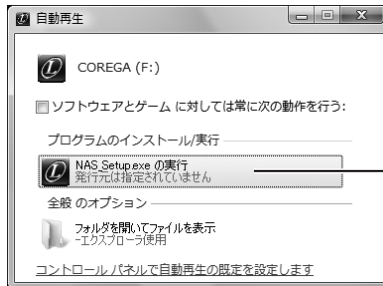 自動再生
COREGA (F:)
ソフトウェアとゲーム に対しては常に次の動作を行う:
プログラムのインストール/実行
NAS_Setup.exe の実行
発行元は指定されていません
全般 のオプション
フォルダを開いてファイルを表示
-エクスプローラ使用
コントロール パネルで自動再生の既定を設定します